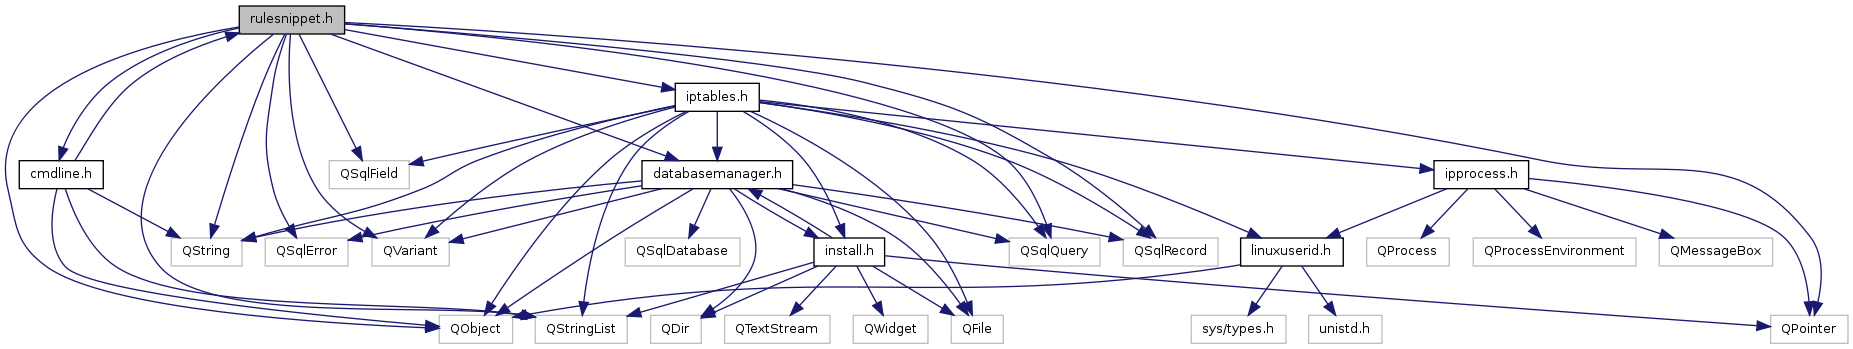 rulesnippet.h
iptables.h
cmdline.h
QSqlField
databasemanager.h
ipprocess.h
QString
QSqlError
QVariant
QSqlDatabase
install.h
QSqlQuery
QSqlRecord
linuxuserid.h
QProcess
QProcessEnvironment
QMessageBox
QObject
QStringList
QDir
QTextStream
QWidget
QFile
sys/types.h
unistd.h
QPointer